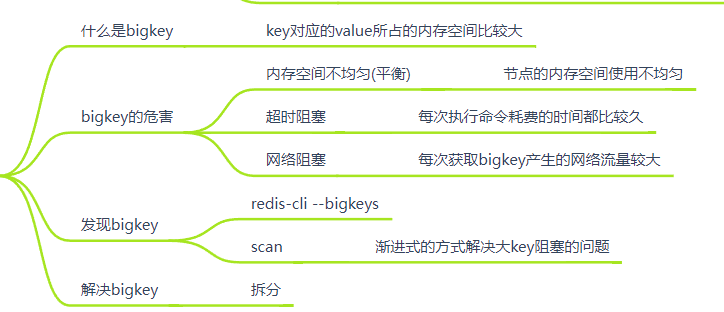 什么是bigkey
key对应的value所占的内存空间比较大
bigkey的危害
内存空间不均匀(平衡)
节点的内存空间使用不均匀
超时阻塞
每次执行命令耗费的时间都比较久
网络阻塞
每次获取bigkey产生的网络流量较大
发现bigkey
redis-cli --bigkeys
scan
渐进式的方式解决大key阻塞的问题
解决bigkey
拆分